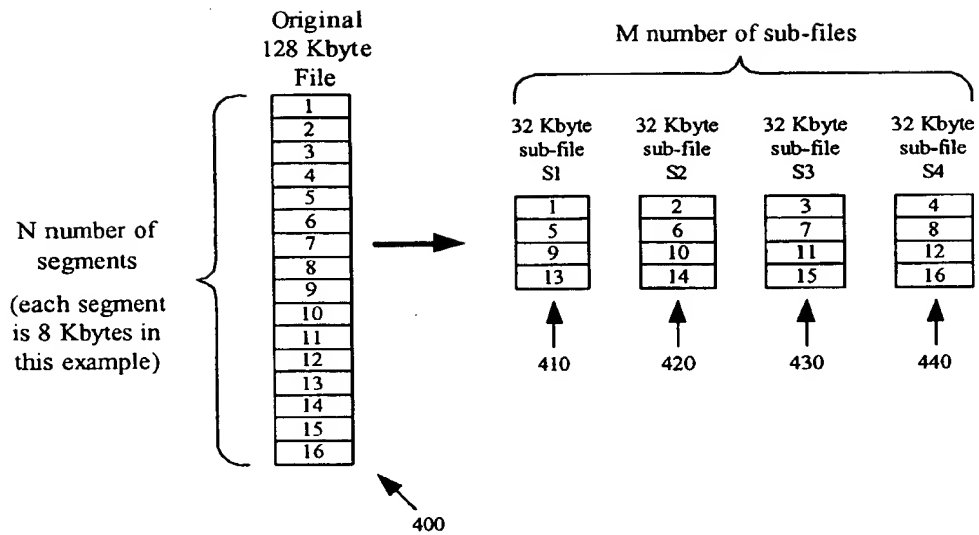 Original
128 Kbyte
File
1
2
3
4
5
6
7
8
9
10
11
12
13
14
15
16
N number of
segments
(each segment
is 8 Kbytes in
this example)
400
M number of sub-files
32 Kbyte
sub-file
S1
1
5
9
13
410
32 Kbyte
sub-file
S2
2
6
10
14
420
32 Kbyte
sub-file
S3
3
7
11
15
430
32 Kbyte
sub-file
S4
4
8
12
16
440